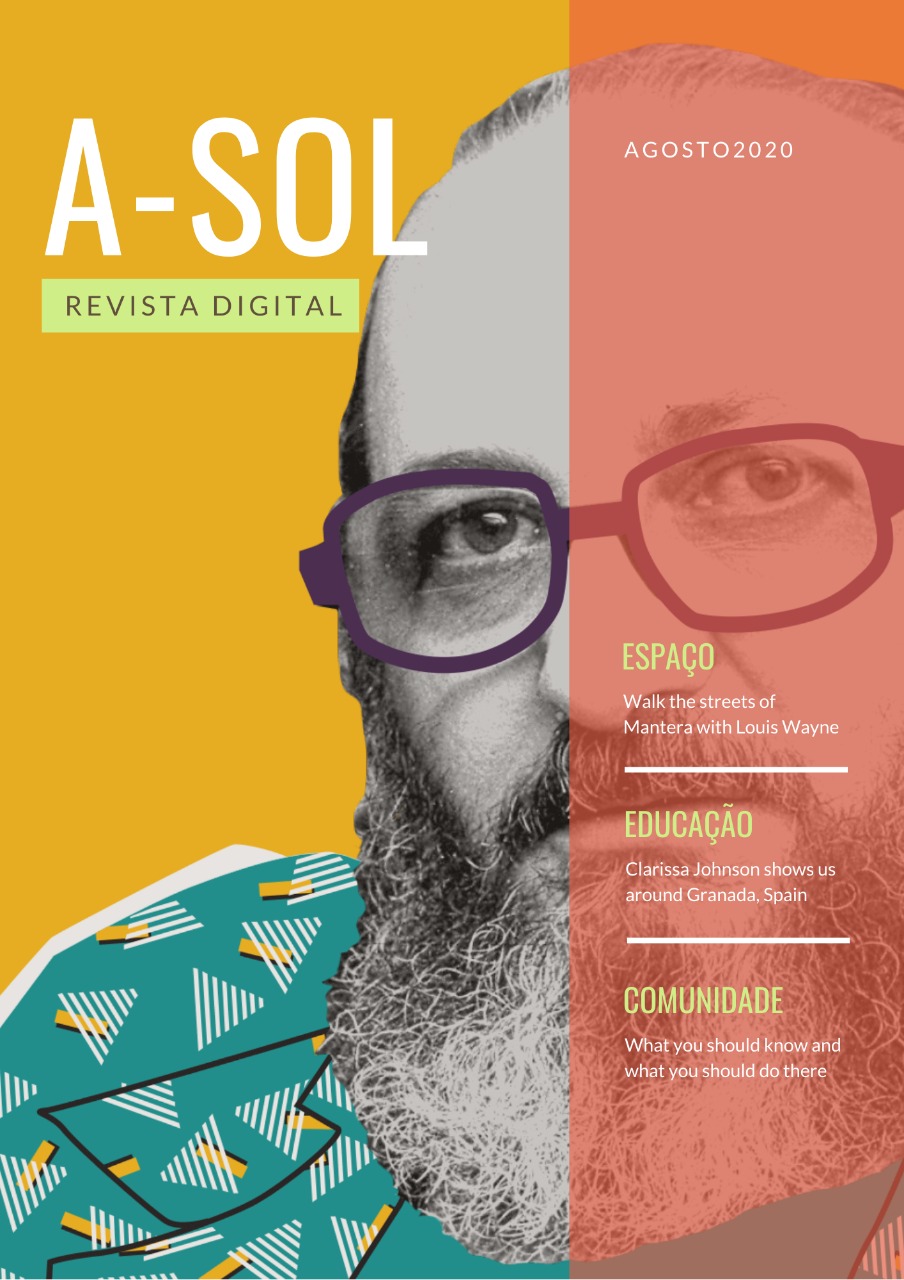 A-SOL
REVISTA DIGITAL
AGOSTO2020
ESPAÇO
Walk the streets of
Mantera with Louis Wayne
EDUCAÇÃO
Clarissa Johnson shows us
around Granada, Spain
COMUNIDADE
What you should know and
what you should do there